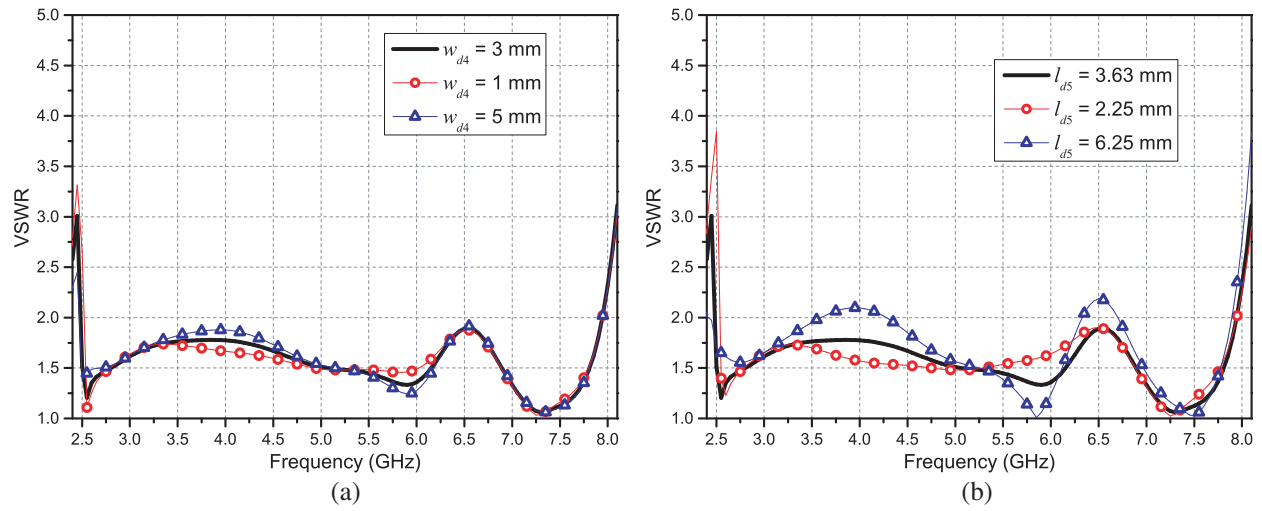 5.0
4.5
4.0
3.5
3.0
2.5
2.0
1.5
1.0
VSWR
w_d4 = 3 mm
w_d4 = 1 mm
w_d4 = 5 mm
2.5 3.0 3.5 4.0 4.5 5.0 5.5 6.0 6.5 7.0 7.5 8.0
Frequency (GHz)
(a)
5.0
4.5
4.0
3.5
3.0
2.5
2.0
1.5
1.0
VSWR
l_d5 = 3.63 mm
l_d5 = 2.25 mm
l_d5 = 6.25 mm
2.5 3.0 3.5 4.0 4.5 5.0 5.5 6.0 6.5 7.0 7.5 8.0
Frequency (GHz)
(b)